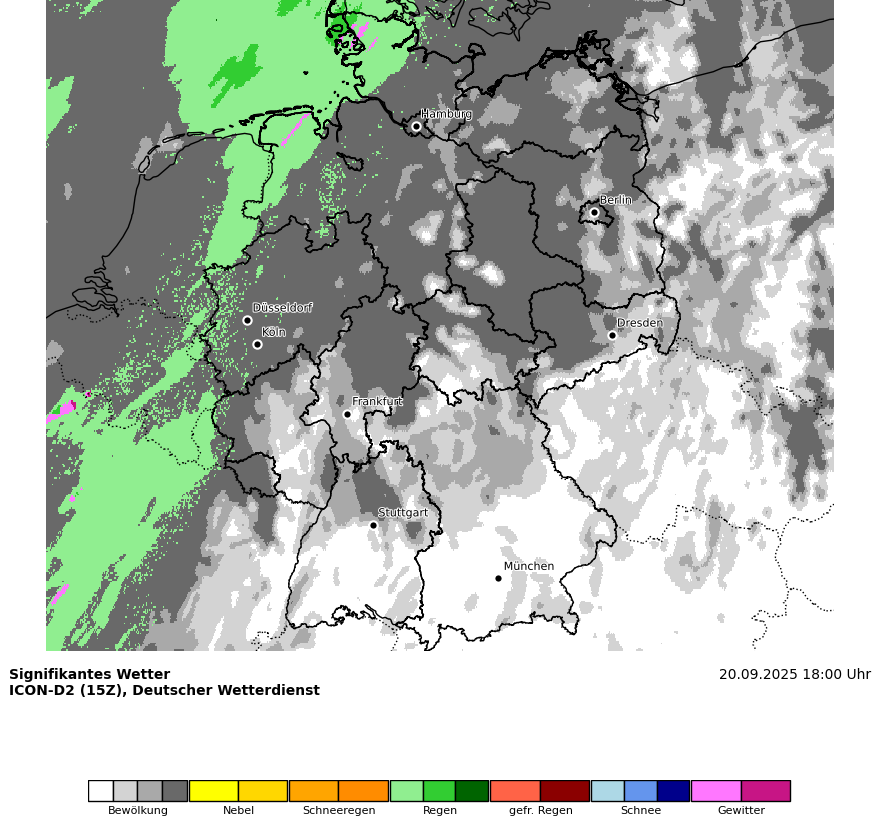 Hamburg
Berlin
Düsseldorf
Köln
Dresden
Frankfurt
Stuttgart
München
Signifikantes Wetter
20.09.2025 18:00 Uhr
ICON-D2 (15Z), Deutscher Wetterdienst
Bewölkung Nebel Schneeregen Regen gefr. Regen Schnee Gewitter